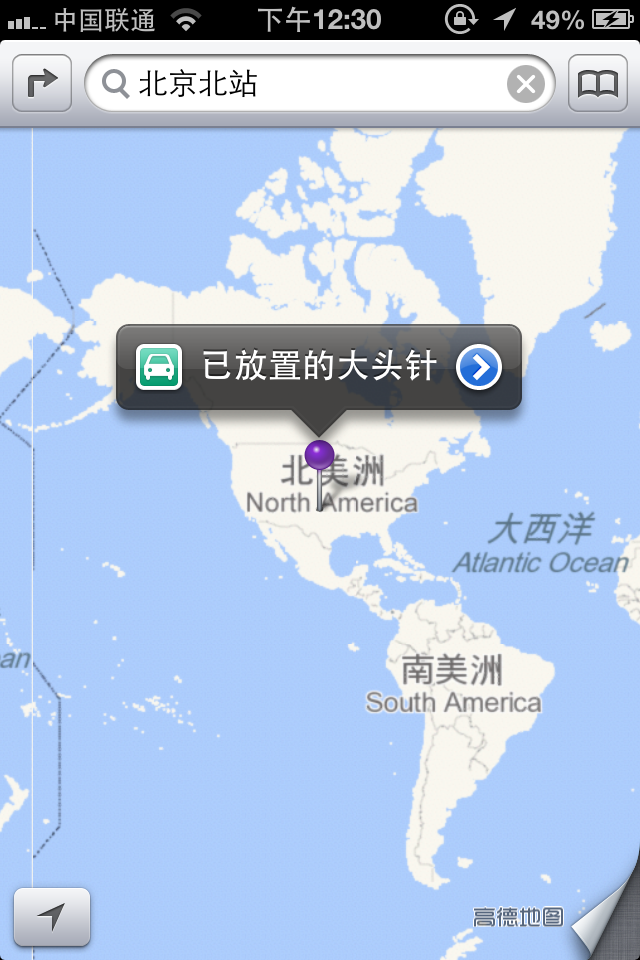 中国联通 下午12:30 49%
北京北站
已放置的大头针
北美洲
North America
大西洋
Atlantic Ocean
an
南美洲
South America
高德地图